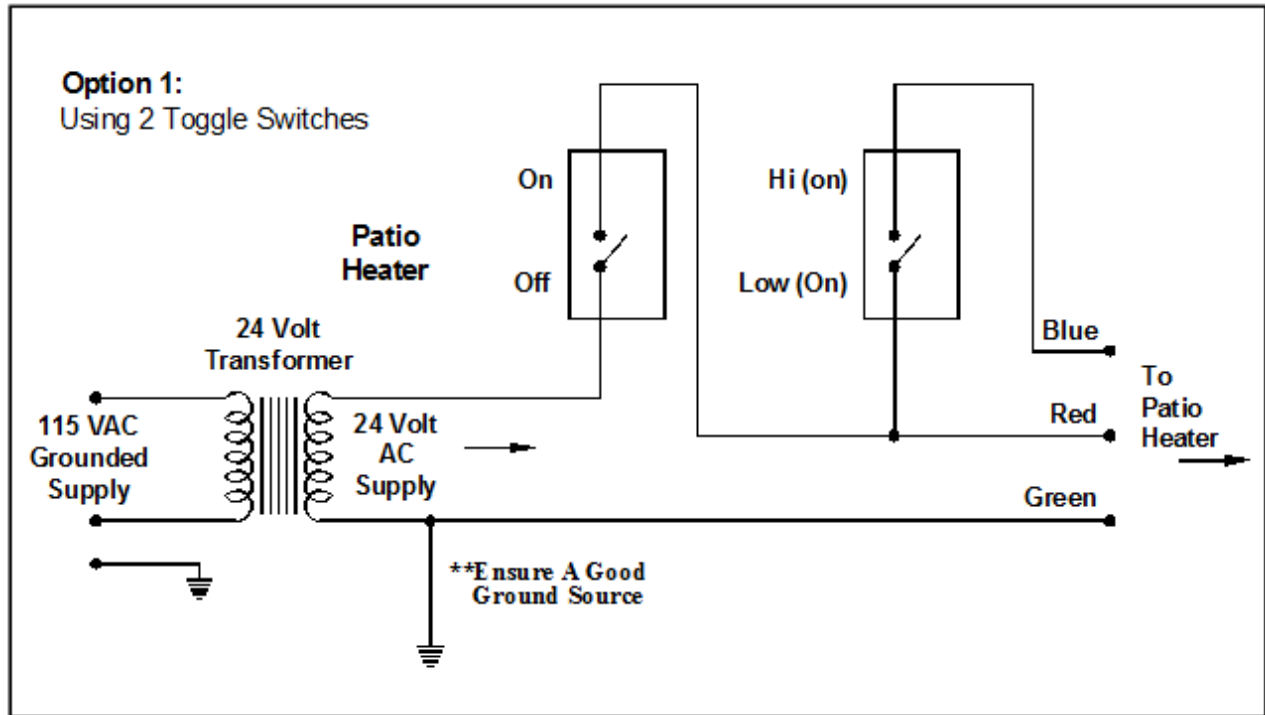 Option 1:
Using 2 Toggle Switches
On
Off
Hi (on)
Low (On)
Patio
Heater
24 Volt
Transformer
115 VAC
Grounded
Supply
24 Volt
AC
Supply
Blue
Red
Green
To
Patio
Heater
**Ensure A Good
Ground Source